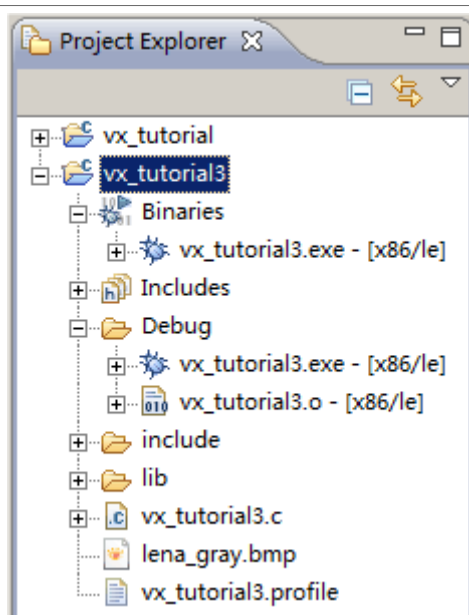 Project Explorer
vx_tutorial
vx_tutorial3
Binaries
vx_tutorial3.exe - [x86/le]
Includes
Debug
vx_tutorial3.exe - [x86/le]
vx_tutorial3.o - [x86/le]
include
lib
vx_tutorial3.c
lena_gray.bmp
vx_tutorial3.profile